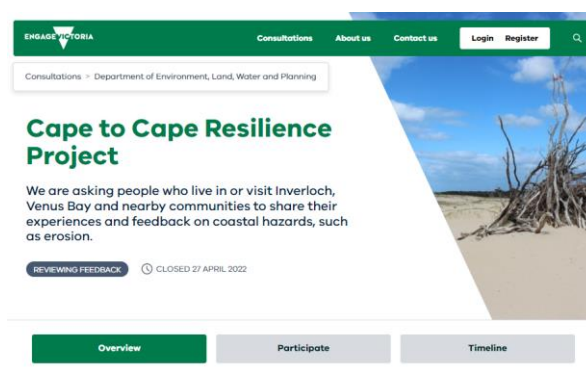 ENGAGE VICTORIA
Consultations About us Contact us Login Register
Consultations > Department of Environment, Land, Water and Planning
Cape to Cape Resilience
Project
We are asking people who live in or visit Inverloch,
Venus Bay and nearby communities to share their
experiences and feedback on coastal hazards, such
as erosion.
REVIEWING FEEDBACK CLOSED 27 APRIL 2022
Overview Participate Timeline